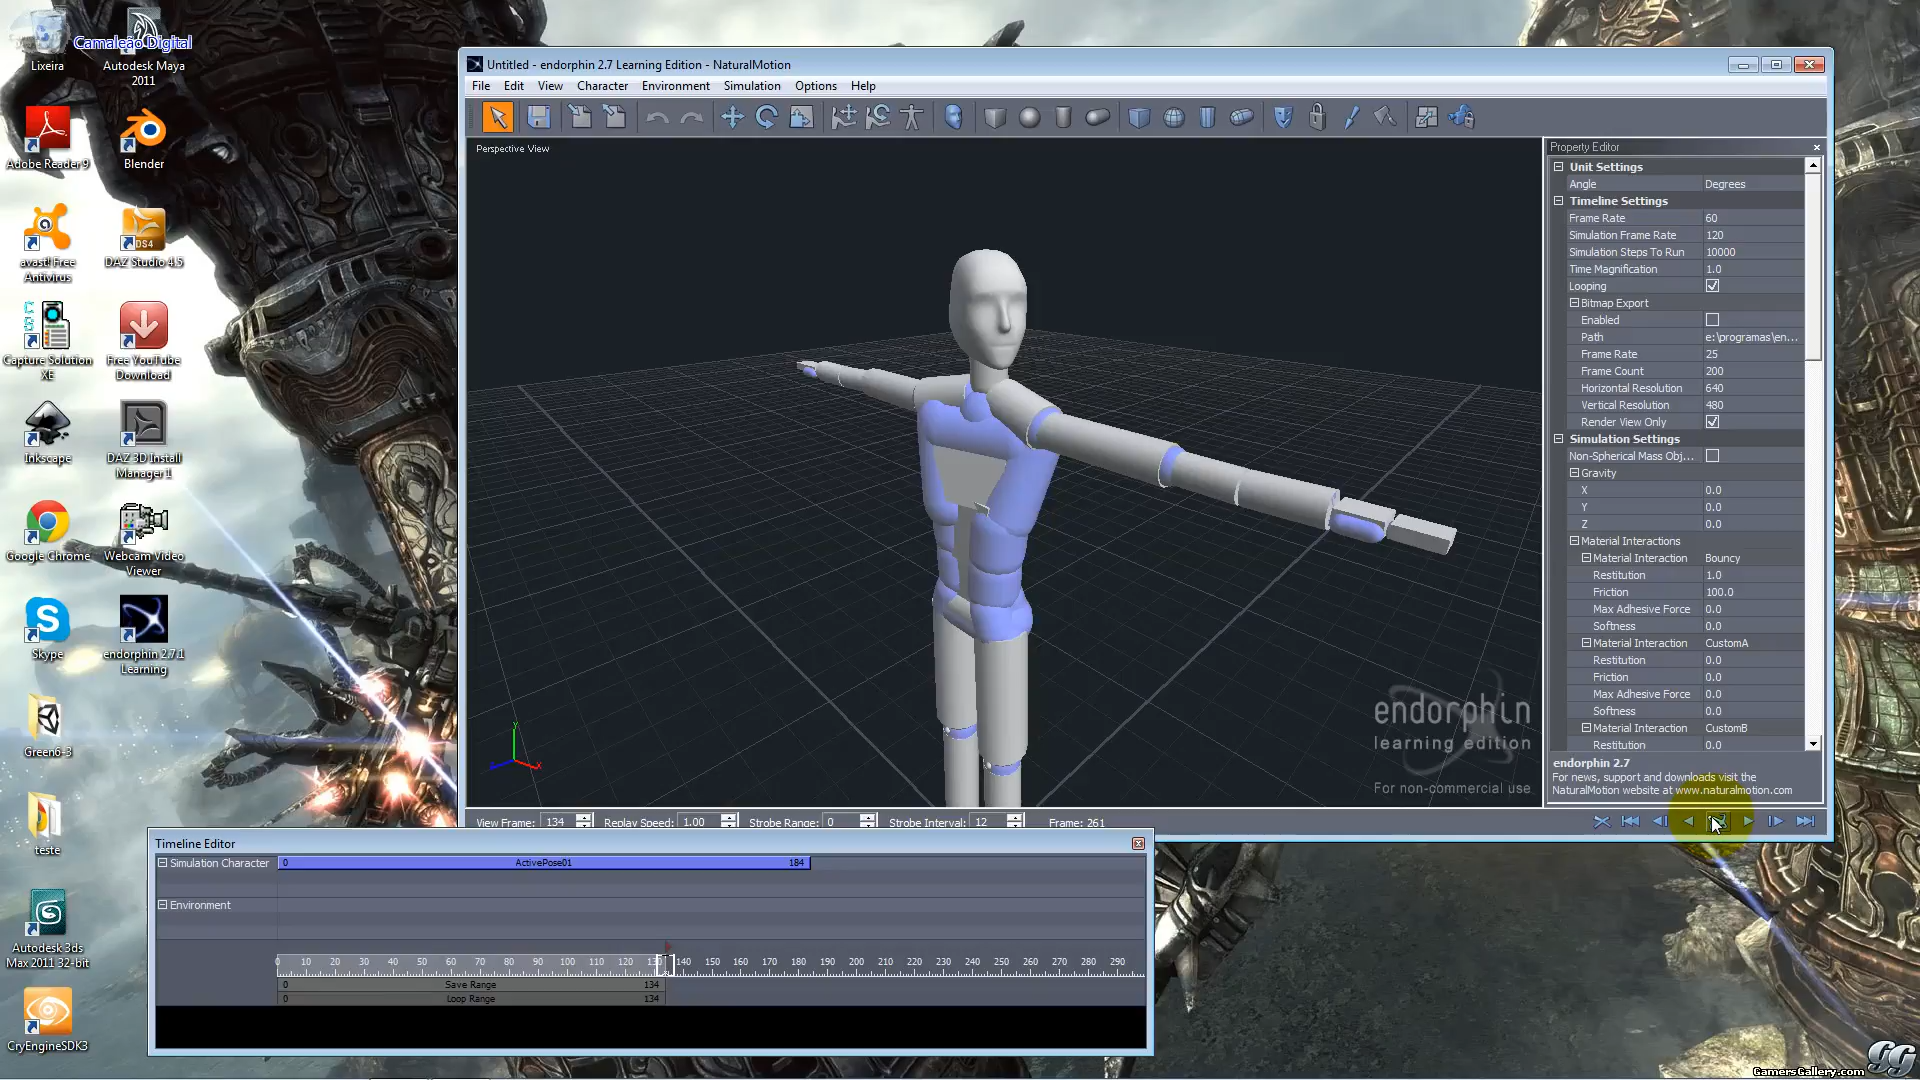 Camaleão Digital
Lixeira
Autodesk Maya
2011
Adobe Reader 9
Blender
avast! Free
Antivirus
DAZ Studio 4.5
Capture Solution
XE
Free YouTube
Download
Inkscape
DAZ 3D Install
Manager1
Google Chrome
Webcam Video
Viewer
Skype
endorphin 2.7.1
Learning
Green6-3
teste
Autodesk 3ds
Max 2011 32-bit
CryEngineSDK3
Untitled - endorphin 2.7 Learning Edition - NaturalMotion
File Edit View Character Environment Simulation Options Help
Perspective View
endorphin
learning edition
For non-commercial use
Property Editor
Unit Settings
Angle Degrees
Timeline Settings
Frame Rate 60
Simulation Frame Rate 120
Simulation Steps To Run 10000
Time Magnification 1.0
Looping
Bitmap Export
Enabled
Path e:\programas\en...
Frame Rate 25
Frame Count 200
Horizontal Resolution 640
Vertical Resolution 480
Render View Only
Simulation Settings
Non-Spherical Mass Obj...
Gravity
X 0.0
Y 0.0
Z 0.0
Material Interactions
Material Interaction Bouncy
Restitution 1.0
Friction 100.0
Max Adhesive Force 0.0
Softness 0.0
Material Interaction CustomA
Restitution 0.0
Friction 0.0
Max Adhesive Force 0.0
Softness 0.0
Material Interaction CustomB
Restitution 0.0
endorphin 2.7
For news, support and downloads visit the
NaturalMotion website at www.naturalmotion.com
View Frame: 134 Replay Speed: 1.00 Strobe Range: 0 Strobe Interval: 12 Frame: 261
Timeline Editor
Simulation Character 0 ActivePose01 184
Environment
0 10 20 30 40 50 60 70 80 90 100 110 120 130 140 150 160 170 180 190 200 210 220 230 240 250 260 270 280 290
0 Save Range 134
0 Loop Range 134
GG
GamersGallery.com